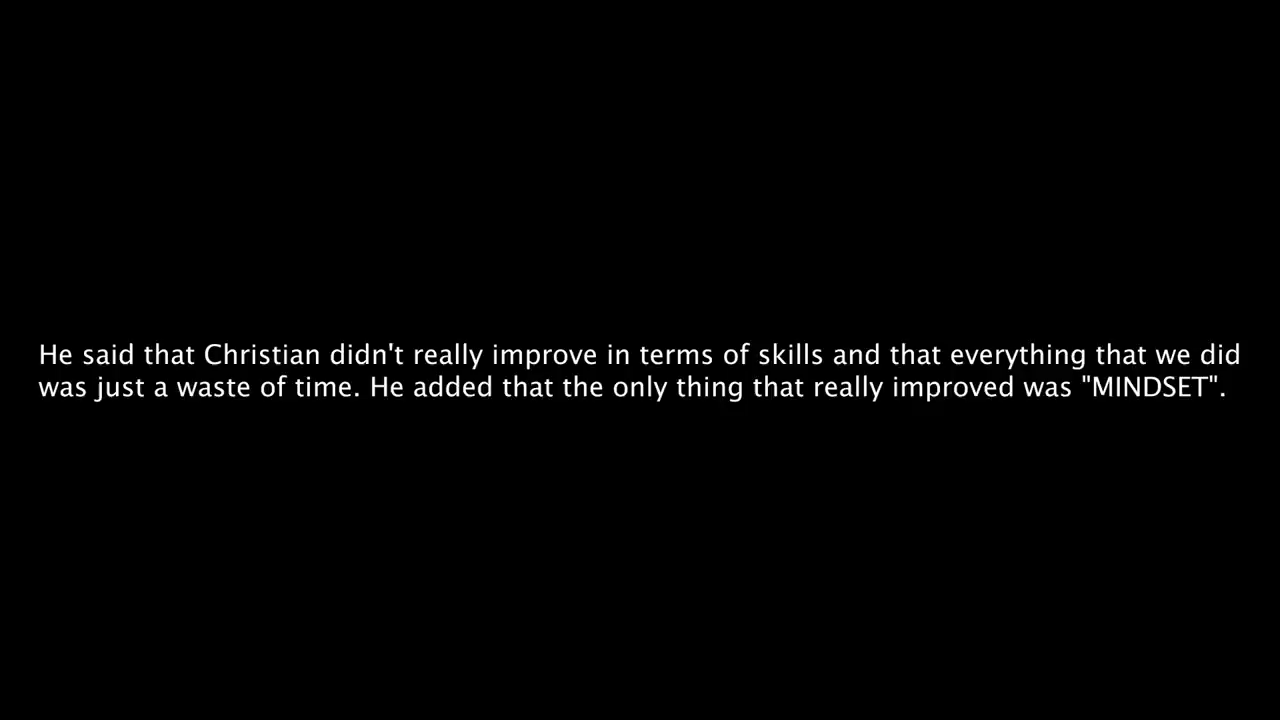 He said that Christian didn't really improve in terms of skills and that everything that we did
was just a waste of time. He added that the only thing that really improved was "MINDSET".